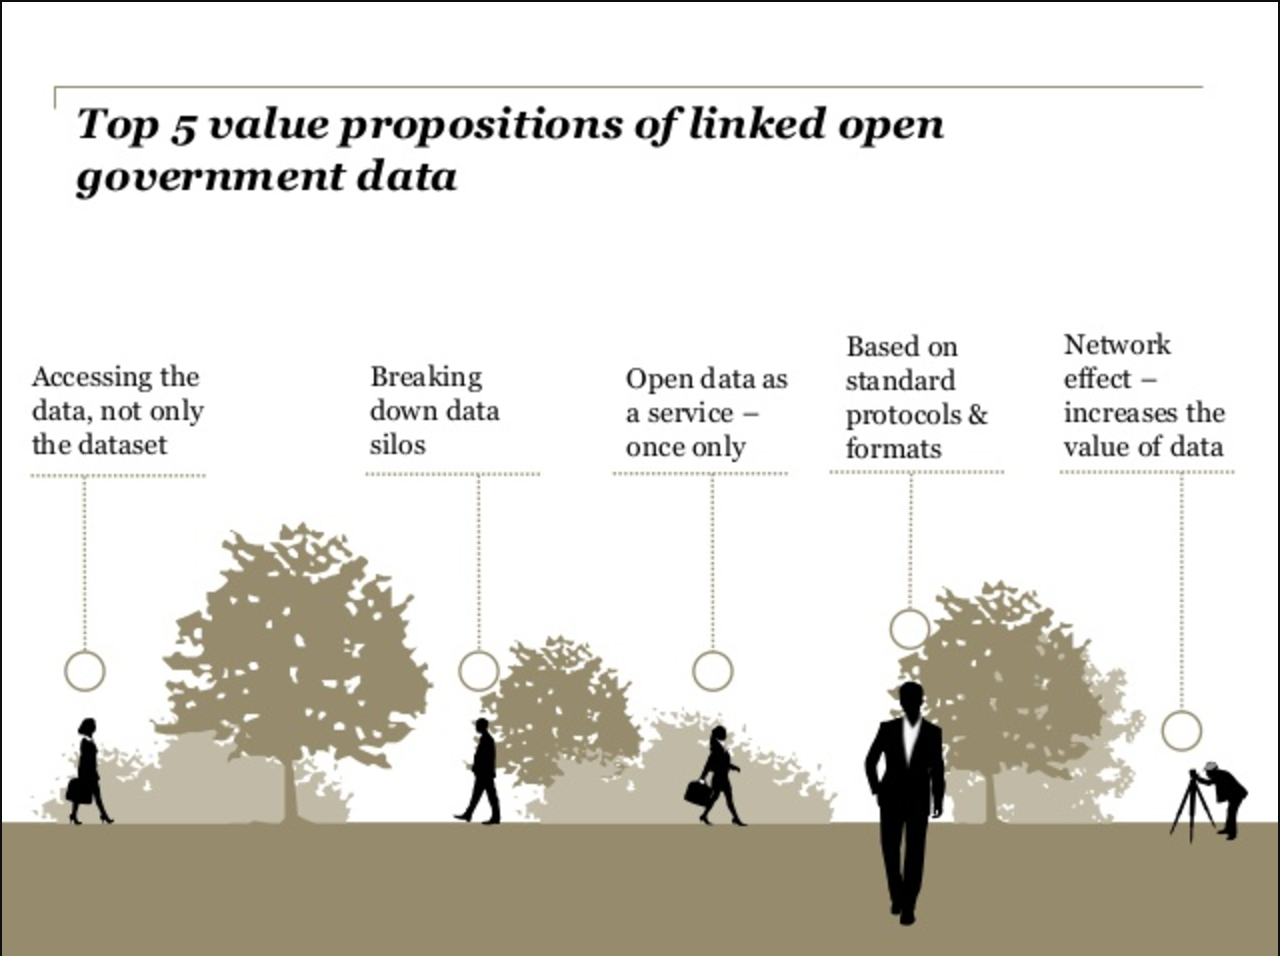 Top 5 value propositions of linked open
government data
Accessing the
data, not only
the dataset
Breaking
down data
silos
Open data as
a service –
once only
Based on
standard
protocols &
formats
Network
effect –
increases the
value of data